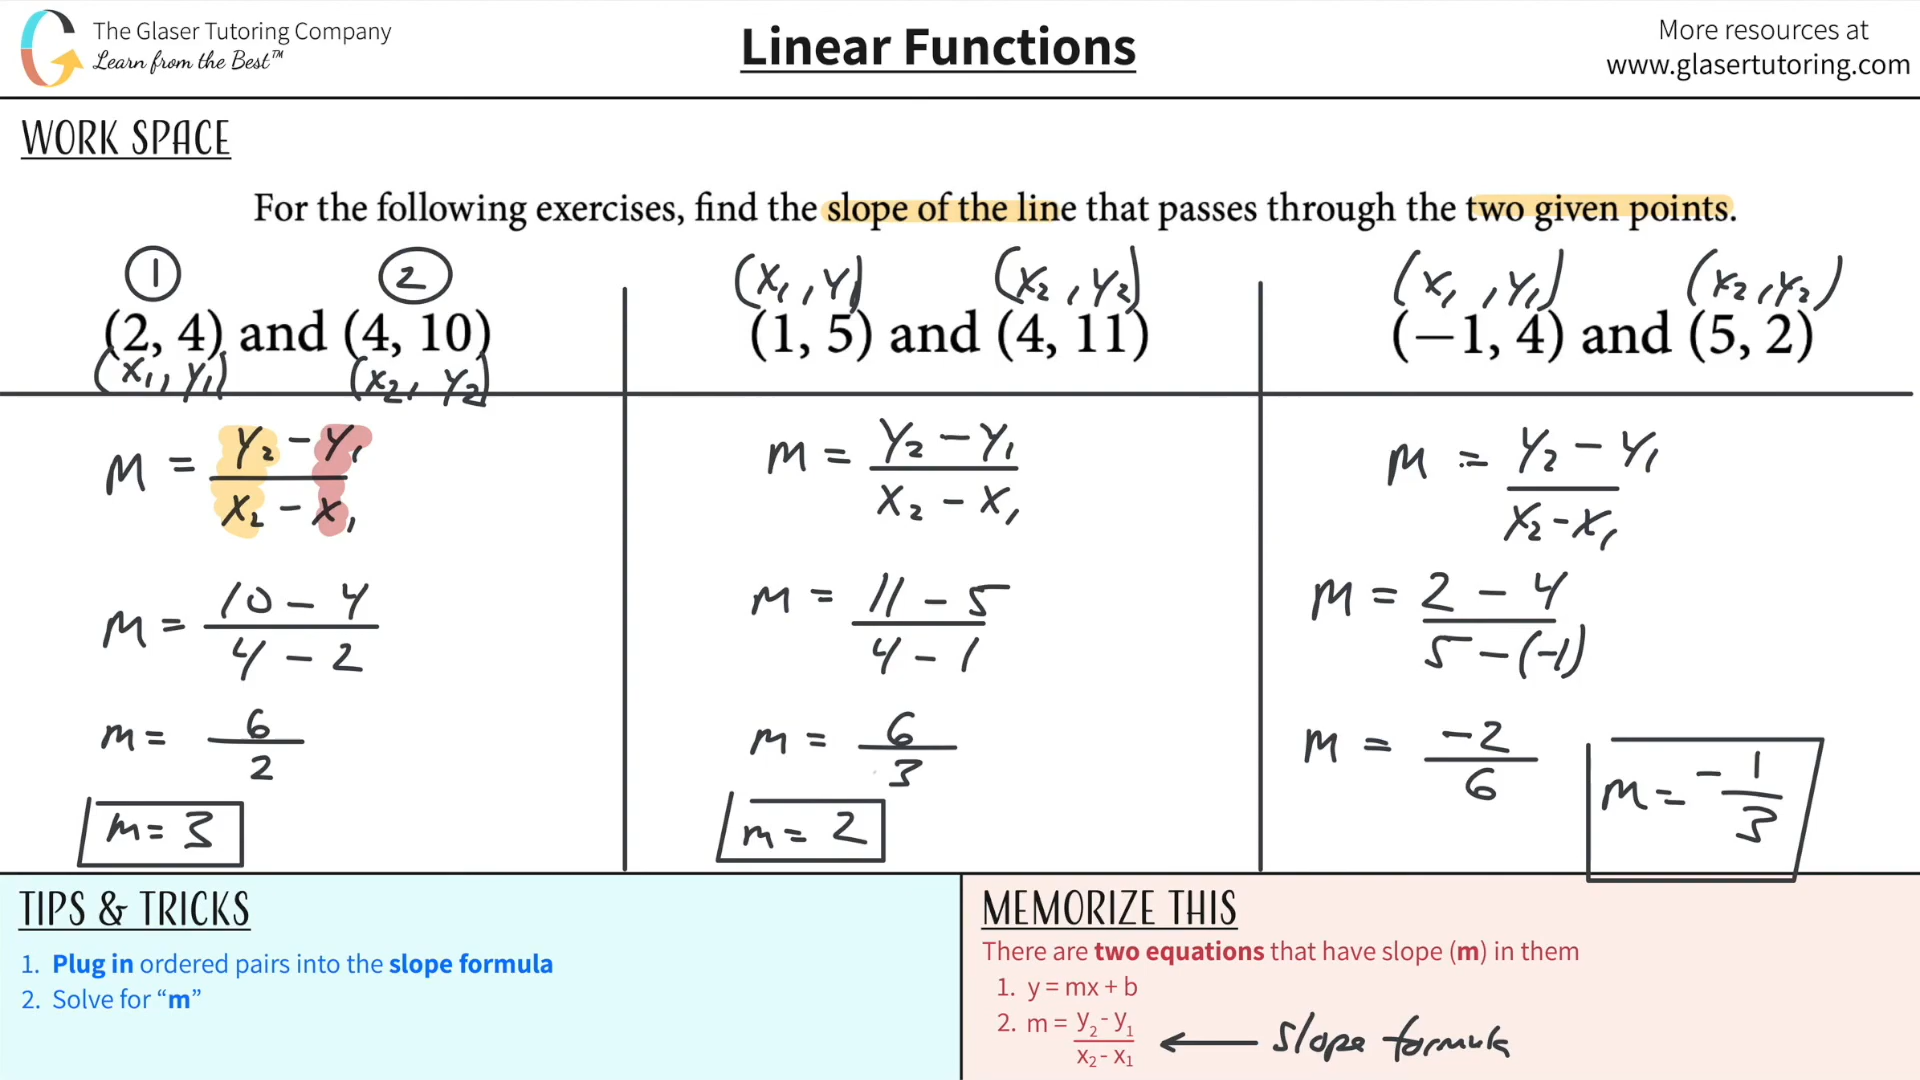 The Glaser Tutoring Company
Learn from the Best™
Linear Functions
More resources at
www.glasertutoring.com
WORK SPACE
For the following exercises, find the slope of the line that passes through the two given points.
① ②
(2, 4) and (4, 10)
(x₁, y₁) (x₂, y₂)
m = (y₂ - y₁)/(x₂ - x₁)
m = (10 - 4)/(4 - 2)
m = 6/2
m = 3
(x₁, y₁) (x₂, y₂)
(1, 5) and (4, 11)
m = (y₂ - y₁)/(x₂ - x₁)
m = (11 - 5)/(4 - 1)
m = 6/3
m = 2
(x₁, y₁) (x₂, y₂)
(−1, 4) and (5, 2)
m = (y₂ - y₁)/(x₂ - x₁)
m = (2 - 4)/(5 - (-1))
m = -2/6
m = -1/3
TIPS & TRICKS
1. Plug in ordered pairs into the slope formula
2. Solve for “m”
MEMORIZE THIS
There are two equations that have slope (m) in them
1. y = mx + b
2. m = (y₂ - y₁)/(x₂ - x₁) ← slope formula